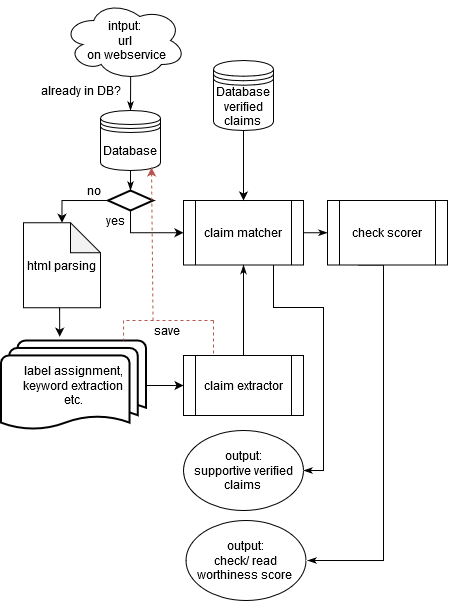 intput:
url
on webservice
already in DB?
Database
verified
claims
Database
no
yes
claim matcher
check scorer
html parsing
save
label assignment,
keyword extraction
etc.
claim extractor
output:
supportive verified
claims
output:
check/ read
worthiness score